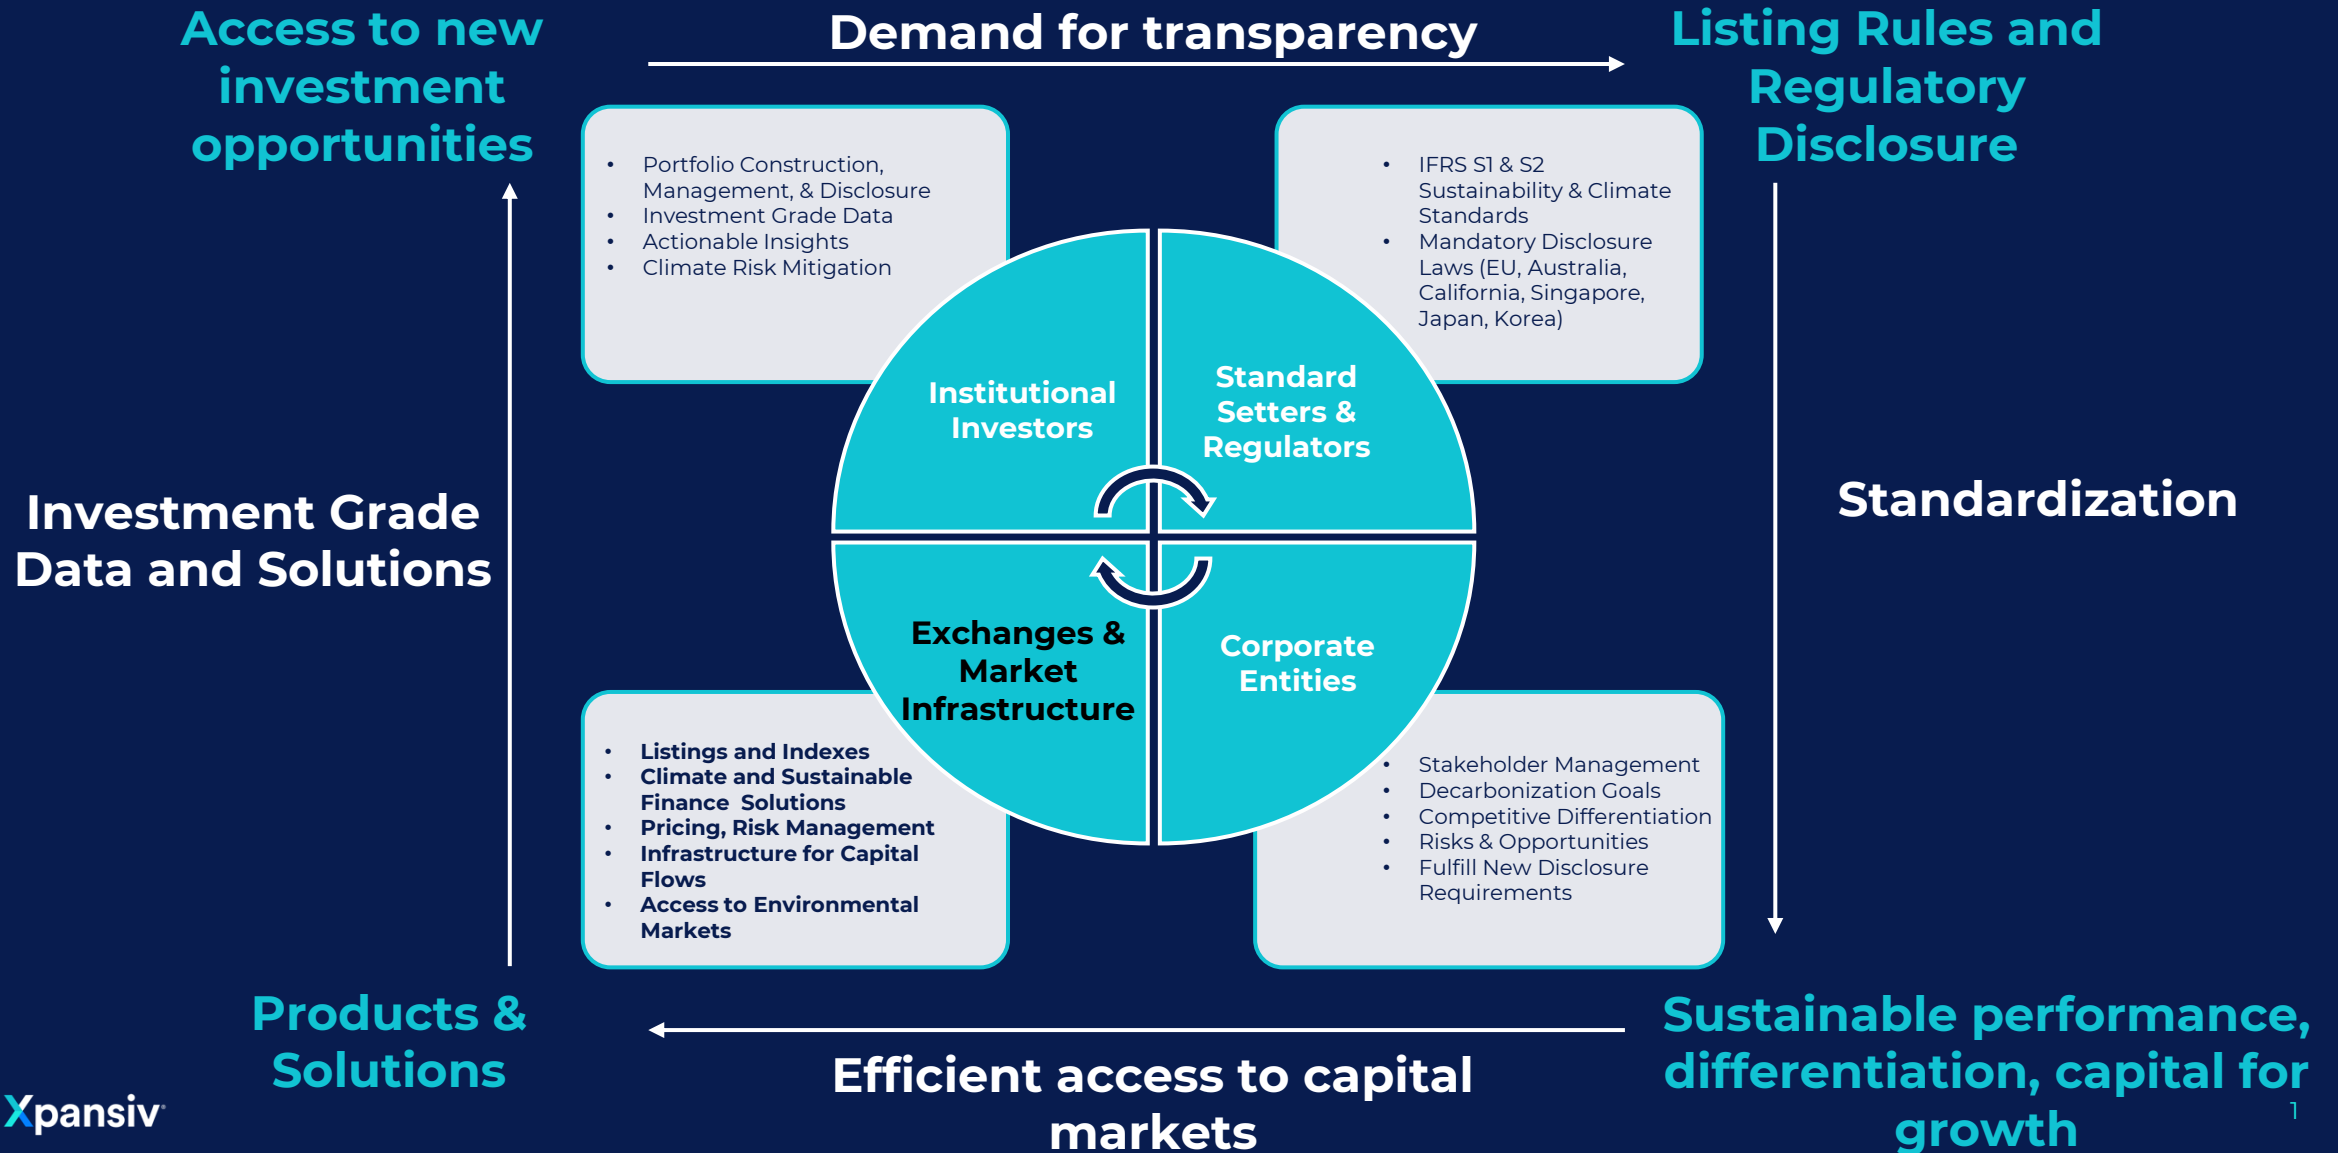 Access to new
investment
opportunities
Demand for transparency
Listing Rules and
Regulatory
Disclosure
• Portfolio Construction,
Management, & Disclosure
• Investment Grade Data
• Actionable Insights
• Climate Risk Mitigation
• IFRS S1 & S2
Sustainability & Climate
Standards
• Mandatory Disclosure
Laws (EU, Australia,
California, Singapore,
Japan, Korea)
Institutional
Investors
Standard
Setters &
Regulators
Investment Grade
Data and Solutions
Standardization
Exchanges &
Market
Infrastructure
Corporate
Entities
• Listings and Indexes
• Climate and Sustainable
Finance Solutions
• Pricing, Risk Management
• Infrastructure for Capital
Flows
• Access to Environmental
Markets
• Stakeholder Management
• Decarbonization Goals
• Competitive Differentiation
• Risks & Opportunities
• Fulfill New Disclosure
Requirements
Products &
Solutions
Efficient access to capital
markets
Sustainable performance,
differentiation, capital for
growth
Xpansiv
1